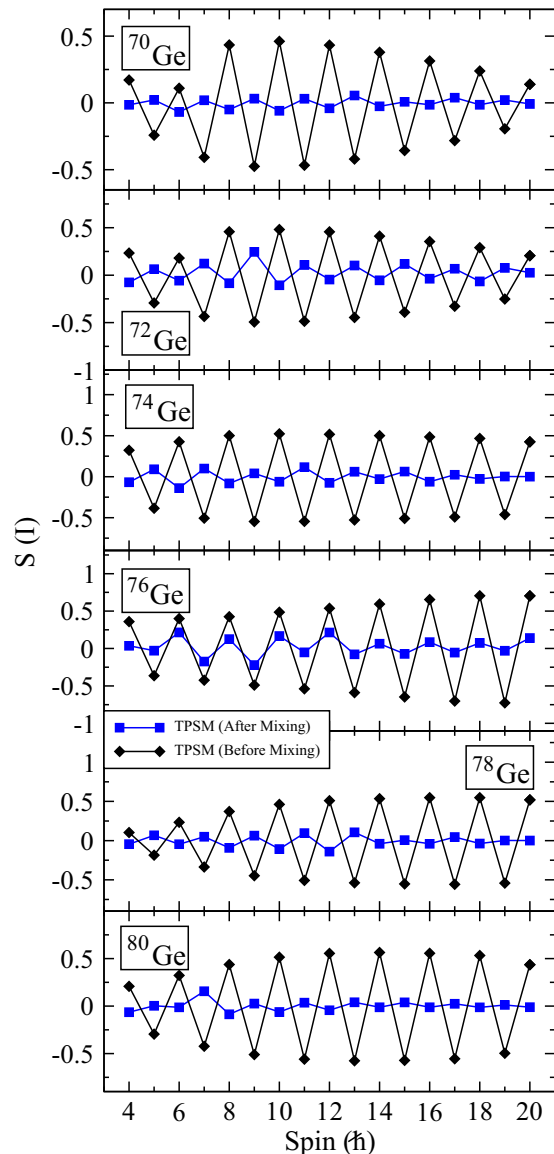 0.5
⁷⁰Ge
0
-0.5
0.5
0
-0.5
⁷²Ge
-1
1
⁷⁴Ge
0.5
0
-0.5
S (I)
1
⁷⁶Ge
0.5
0
-0.5
-1
TPSM (After Mixing)
TPSM (Before Mixing)
1
⁷⁸Ge
0.5
0
-0.5
⁸⁰Ge
0.5
0
-0.5
4 6 8 10 12 14 16 18 20
Spin (ħ)